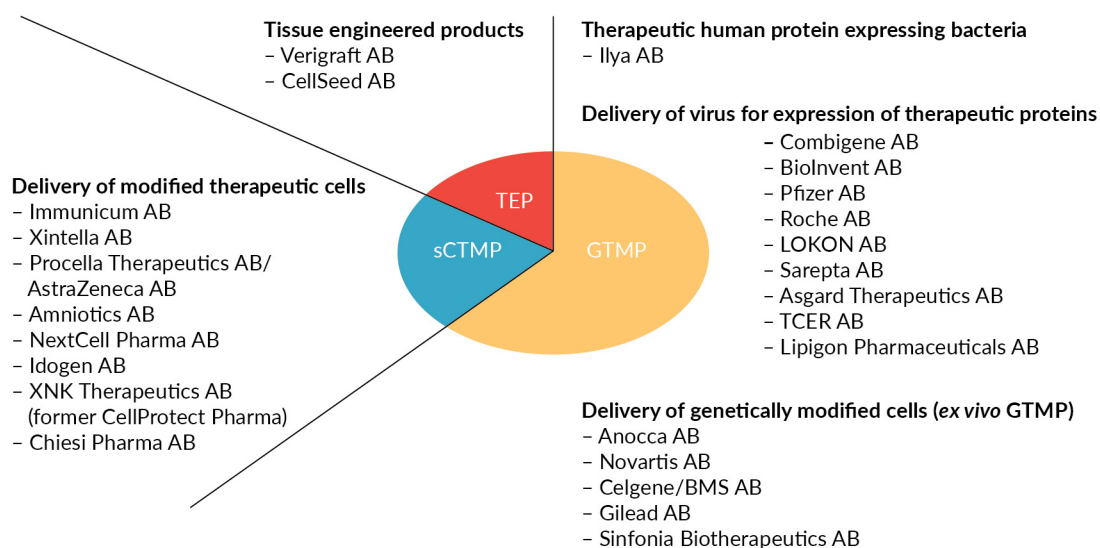 Tissue engineered products
– Verigraft AB
– CellSeed AB
Therapeutic human protein expressing bacteria
– Ilya AB
Delivery of virus for expression of therapeutic proteins
– Combigene AB
– BioInvent AB
– Pfizer AB
– Roche AB
– LOKON AB
– Sarepta AB
– Asgard Therapeutics AB
– TCER AB
– Lipigon Pharmaceuticals AB
Delivery of modified therapeutic cells
– Immunicum AB
– Xintella AB
– Procella Therapeutics AB/
AstraZeneca AB
– Amniotics AB
– NextCell Pharma AB
– Idogen AB
– XNK Therapeutics AB
(former CellProtect Pharma)
– Chiesi Pharma AB
TEP
sCTMP
GTMP
Delivery of genetically modified cells (ex vivo GTMP)
– Anocca AB
– Novartis AB
– Celgene/BMS AB
– Gilead AB
– Sinfonia Biotherapeutics AB